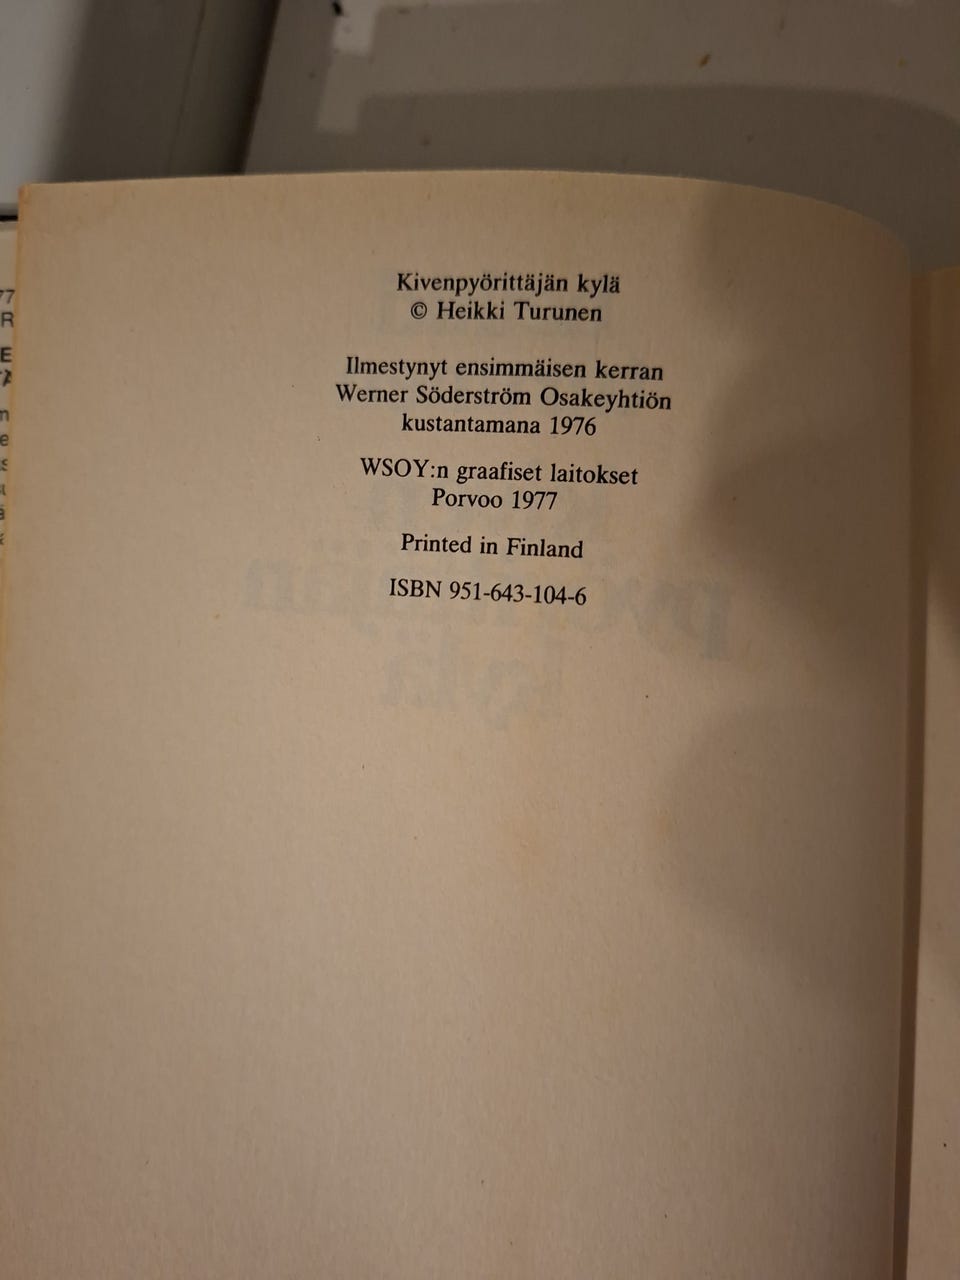 Kivenpyörittäjän kylä
© Heikki Turunen
Ilmestynyt ensimmäisen kerran
Werner Söderström Osakeyhtiön
kustantamana 1976
WSOY:n graafiset laitokset
Porvoo 1977
Printed in Finland
ISBN 951-643-104-6